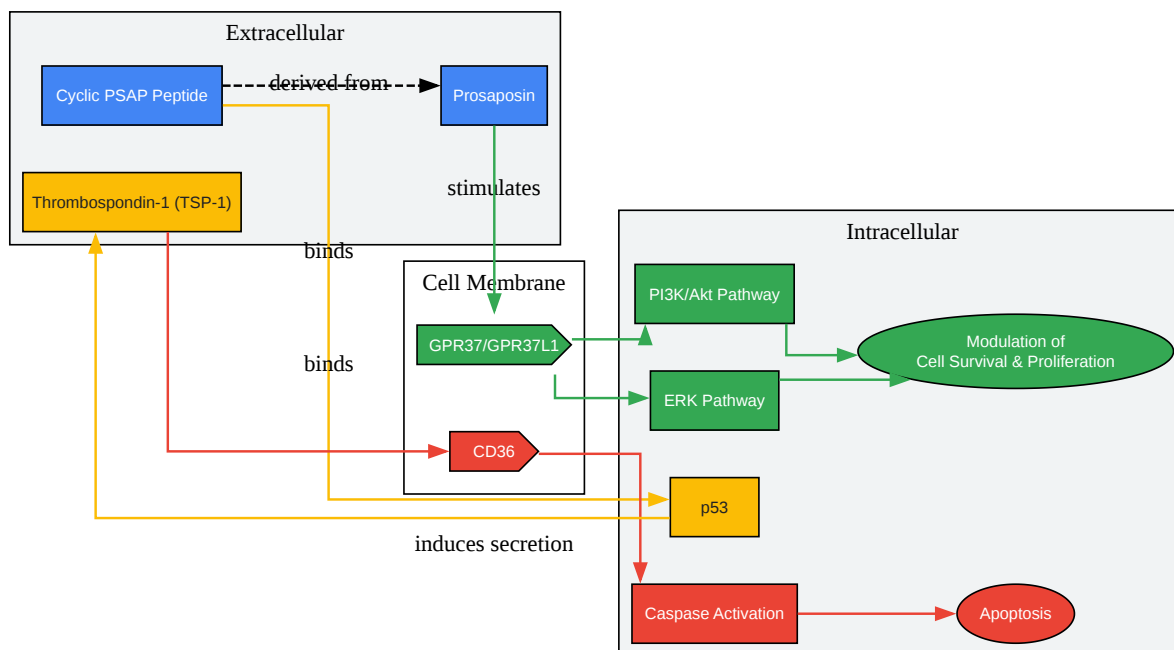 Extracellular
Cyclic PSAP Peptide
derived from
Prosaposin
Thrombospondin-1 (TSP-1)
stimulates
binds
Cell Membrane
GPR37/GPR37L1
binds
CD36
induces secretion
Intracellular
PI3K/Akt Pathway
Modulation of
Cell Survival & Proliferation
ERK Pathway
p53
Caspase Activation
Apoptosis